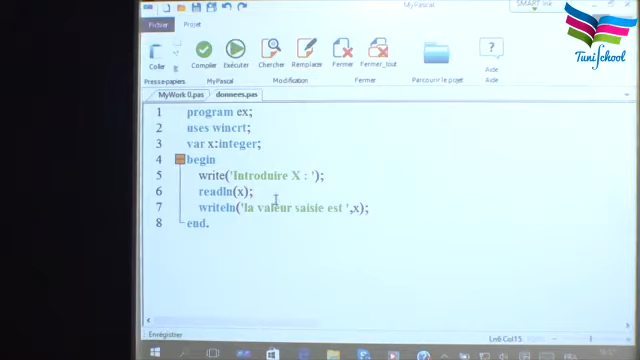 MyPascal
SMART Ink
TuniSchool
Fichier Projet
Coller Compiler Exécuter Chercher Remplacer Fermer Fermer_tout Parcourir le projet Aide
Presse-papiers MyPascal Modification Fermer Aide
MyWork 0.pas donnees.pas
1 program ex;
2 uses wincrt;
3 var x:integer;
4 begin
5 write('Introduire X : ');
6 readln(x);
7 writeln('la valeur saisie est ',x);
8 end.
Enregistrer Ln6:Col15